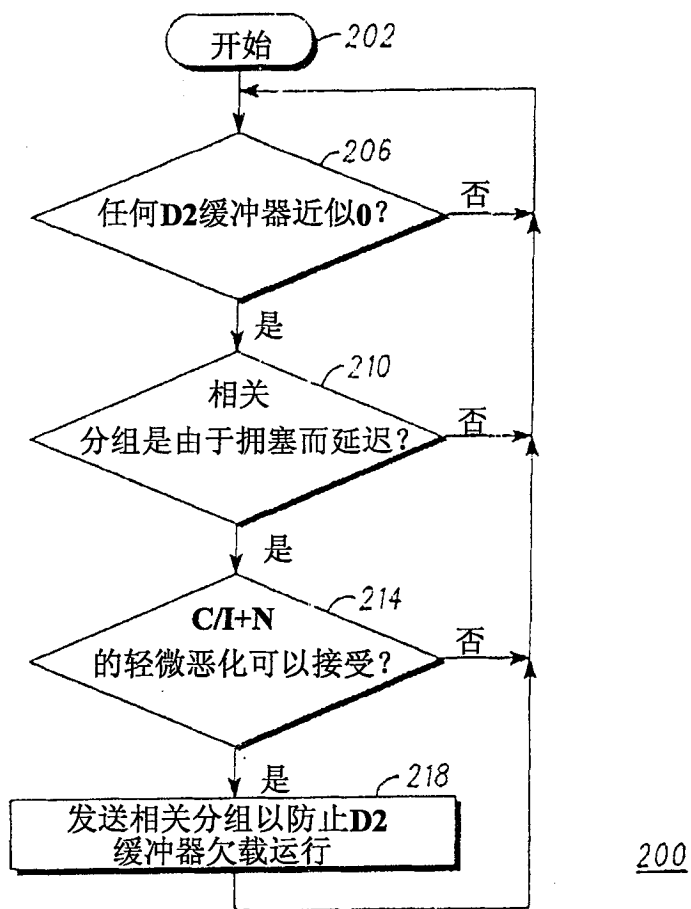 开始
202
206
任何D2缓冲器近似0?
否
是
210
相关
分组是由于拥塞而延迟?
否
是
214
C/I+N
的轻微恶化可以接受?
否
是
218
发送相关分组以防止D2
缓冲器欠载运行
200